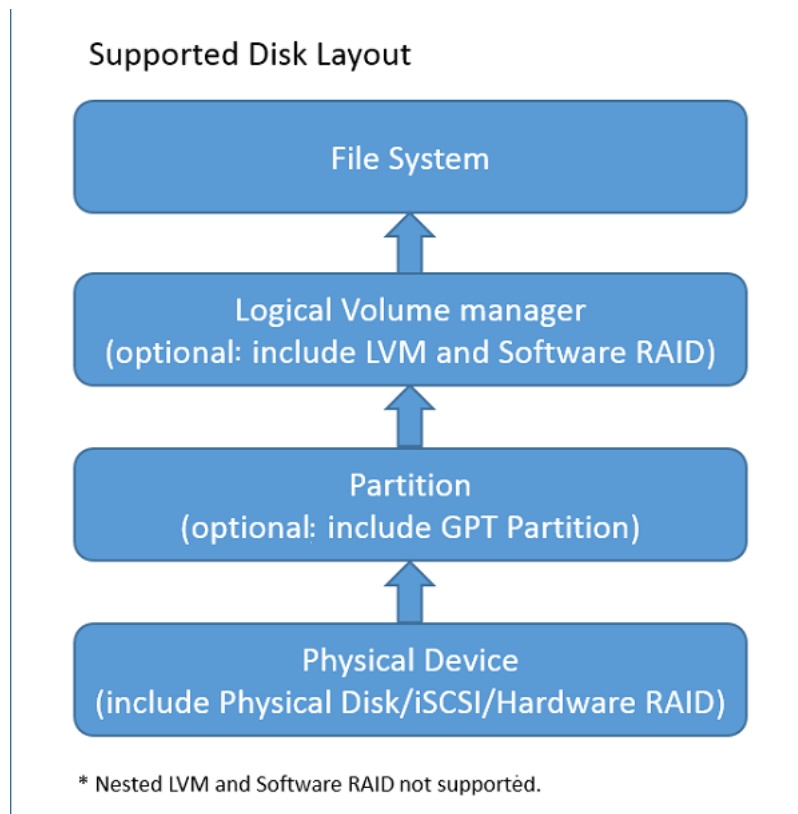 Supported Disk Layout
File System
Logical Volume manager
(optional: include LVM and Software RAID)
Partition
(optional: include GPT Partition)
Physical Device
(include Physical Disk/iSCSI/Hardware RAID)
* Nested LVM and Software RAID not supported.